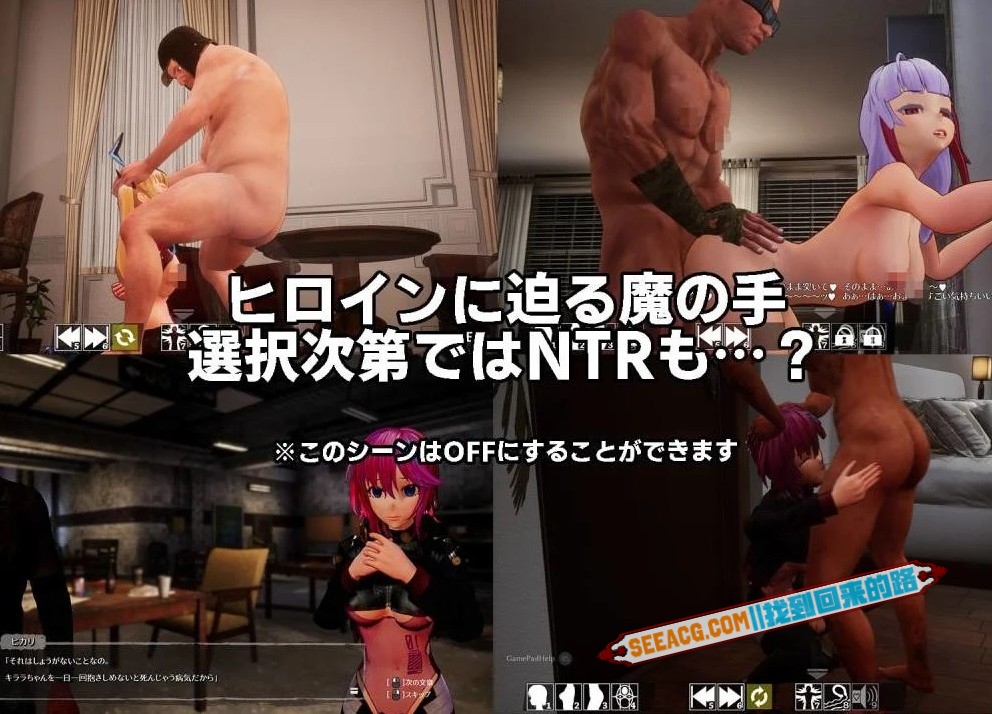 ヒロインに迫る魔の手
選択次第ではNTRも…？
※このシーンはOFFにすることができます
ヒカリ
「それはしょうがないことなの。
キララちゃんを一日一回抱きしめないと死んじゃう病気だから」
次の文章
スキップ
GamePadHelp
SEEACG.COM||找到回来的路